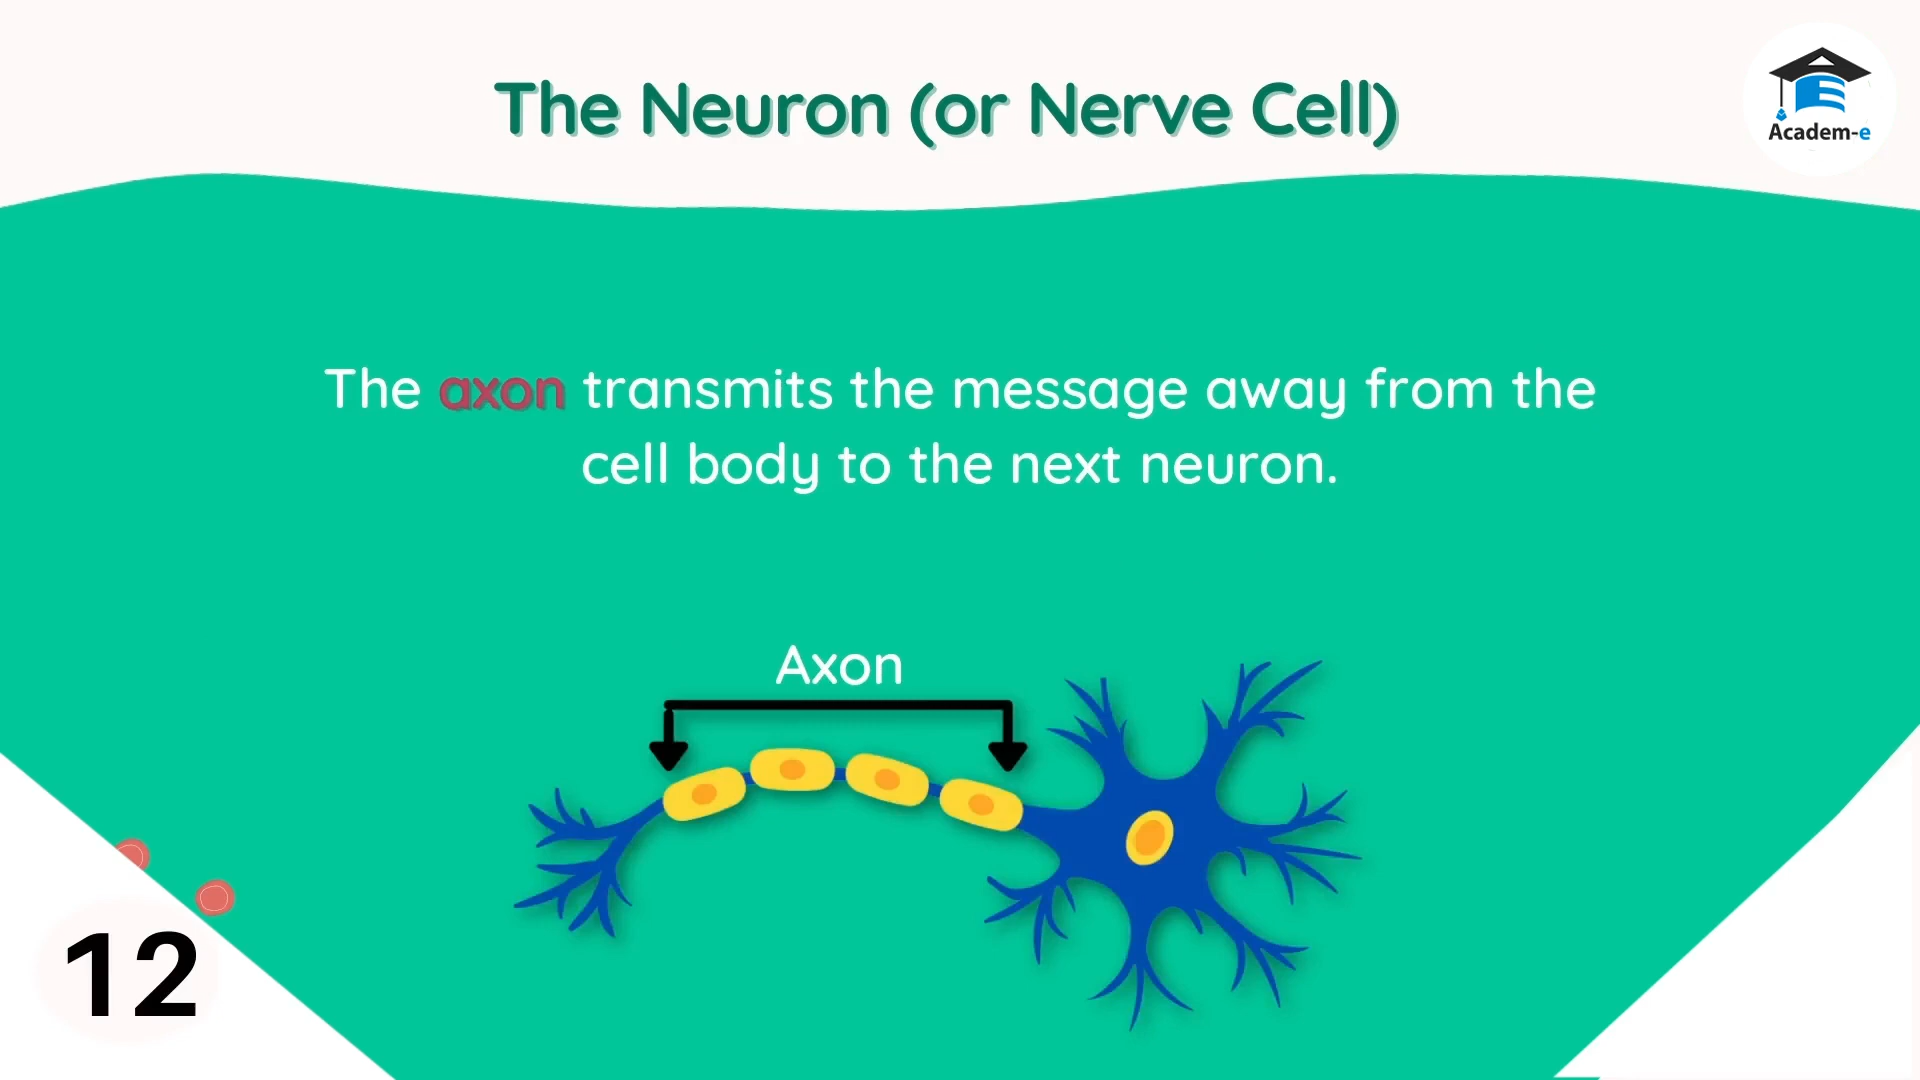 The Neuron (or Nerve Cell)
Academ-e
The axon transmits the message away from the
cell body to the next neuron.
Axon
12